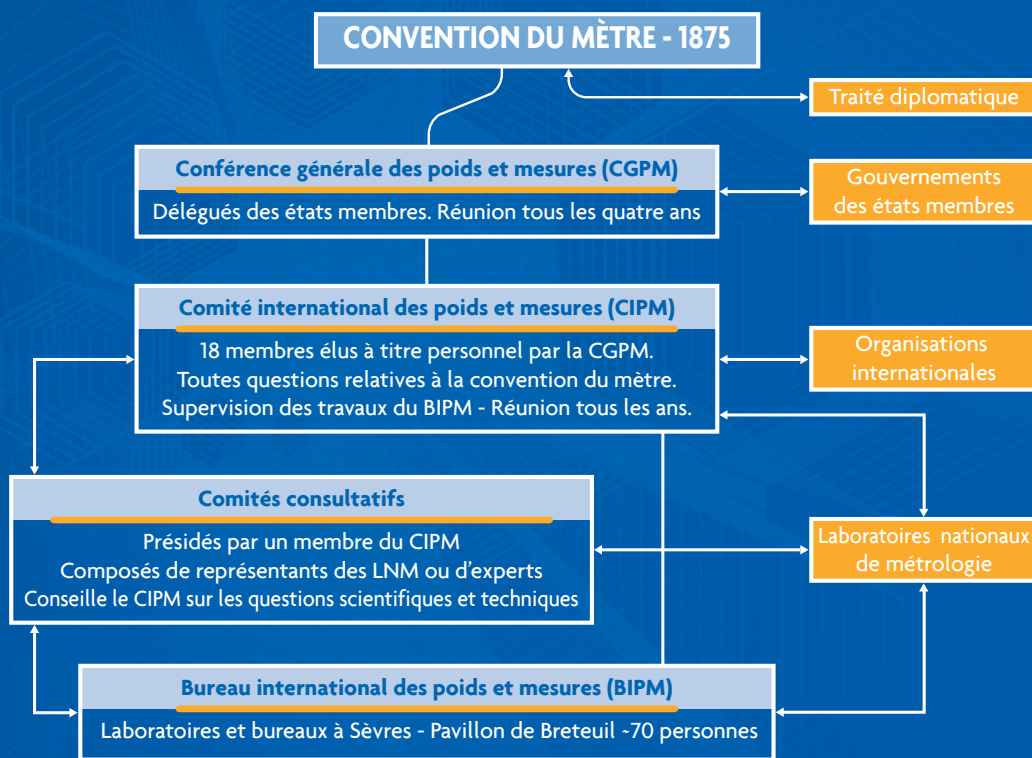 CONVENTION DU MÈTRE - 1875
Traité diplomatique
Conférence générale des poids et mesures (CGPM)
Délégués des états membres. Réunion tous les quatre ans
Gouvernements
des états membres
Comité international des poids et mesures (CIPM)
18 membres élus à titre personnel par la CGPM.
Toutes questions relatives à la convention du mètre.
Supervision des travaux du BIPM - Réunion tous les ans.
Organisations
internationales
Comités consultatifs
Présidés par un membre du CIPM
Composés de représentants des LNM ou d’experts
Conseille le CIPM sur les questions scientifiques et techniques
Laboratoires nationaux
de métrologie
Bureau international des poids et mesures (BIPM)
Laboratoires et bureaux à Sèvres - Pavillon de Breteuil ~70 personnes